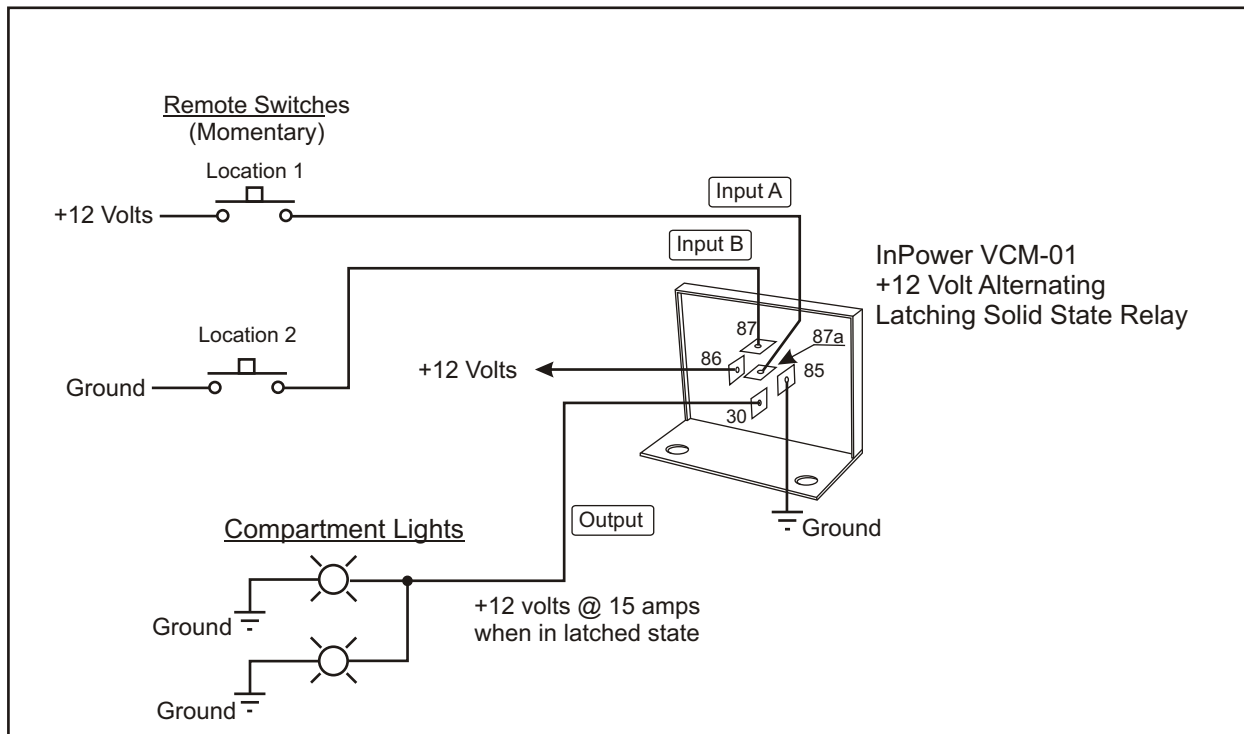 Remote Switches
(Momentary)
Location 1
+12 Volts
Input A
Input B
InPower VCM-01
+12 Volt Alternating
Latching Solid State Relay
87
87a
Location 2
86
+12 Volts
85
Ground
30
Output
Ground
Compartment Lights
+12 volts @ 15 amps
when in latched state
Ground
Ground